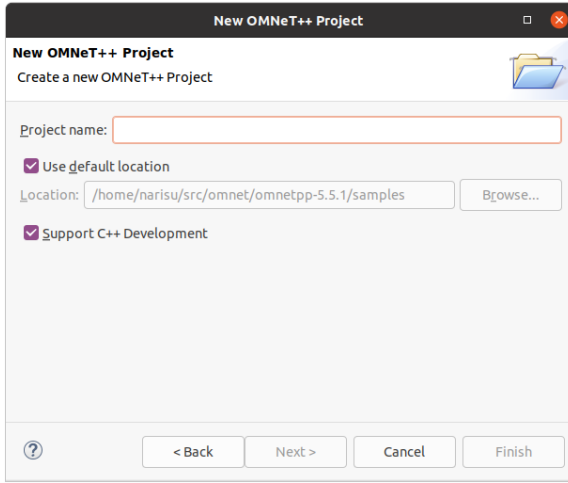 New OMNeT++ Project
New OMNeT++ Project
Create a new OMNeT++ Project
Project name:
Use default location
Location: /home/narisu/src/omnet/omnetpp-5.5.1/samples Browse...
Support C++ Development
? < Back Next > Cancel Finish